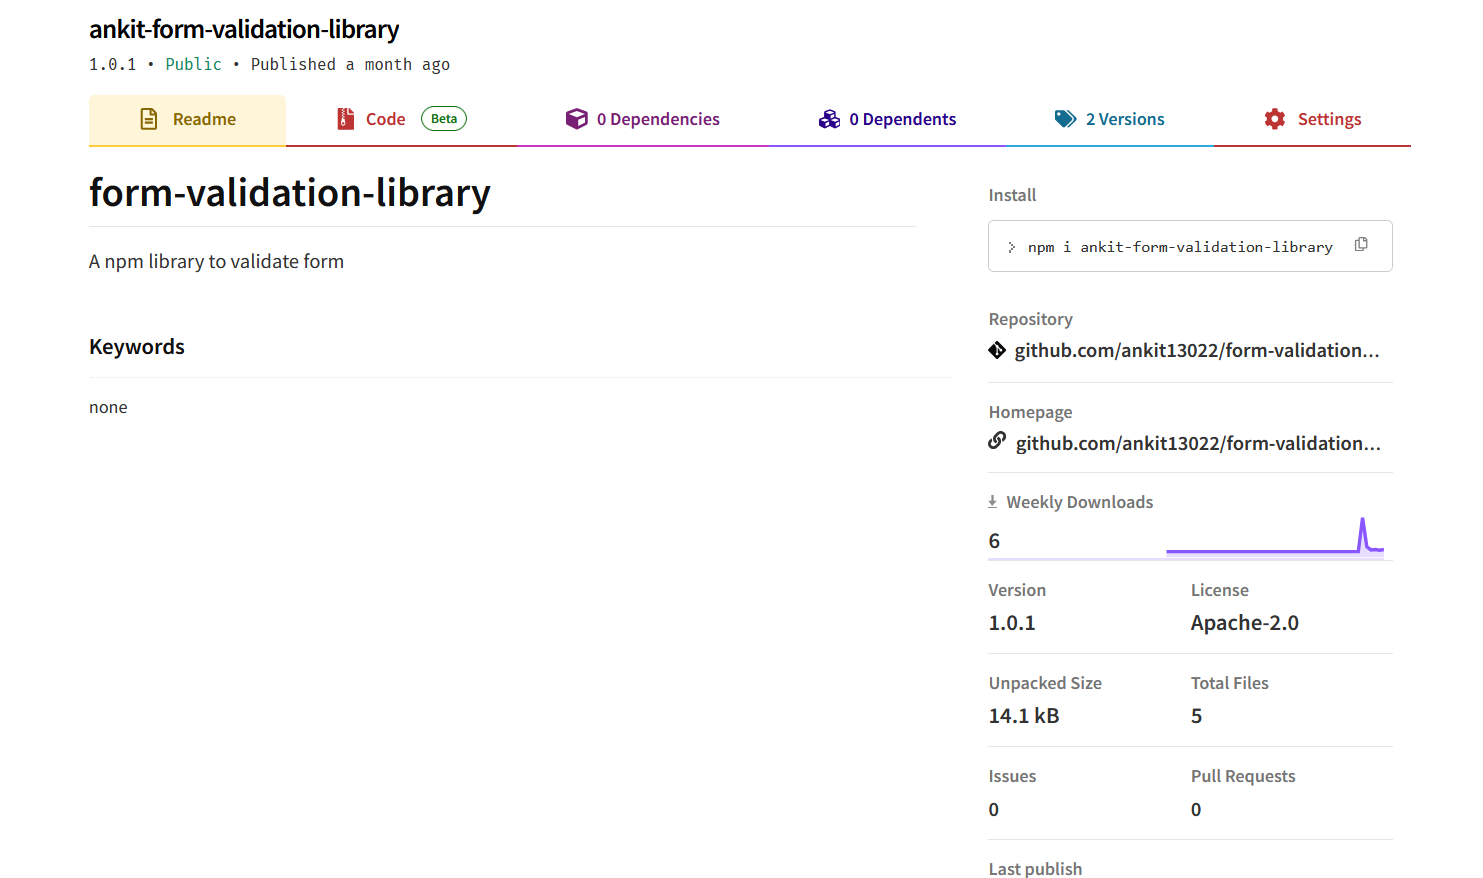 ankit-form-validation-library
1.0.1 • Public • Published a month ago
Readme
Code Beta
0 Dependencies
0 Dependents
2 Versions
Settings
form-validation-library
A npm library to validate form
Keywords
none
Install
npm i ankit-form-validation-library
Repository
github.com/ankit13022/form-validation...
Homepage
github.com/ankit13022/form-validation...
Weekly Downloads
6
Version
1.0.1
License
Apache-2.0
Unpacked Size
14.1 kB
Total Files
5
Issues
0
Pull Requests
0
Last publish